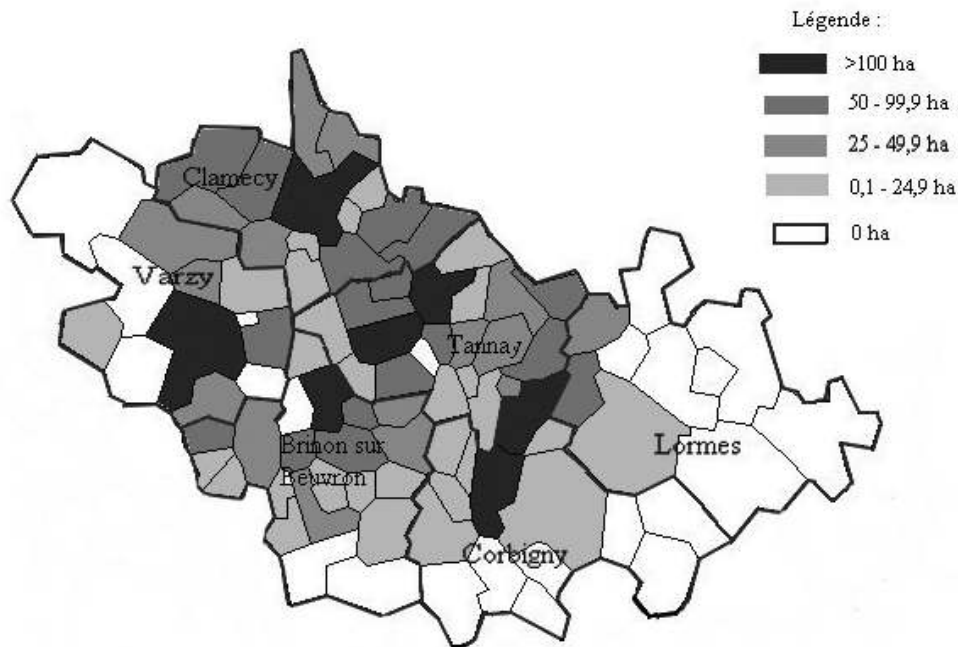 Légende :
>100 ha
50 - 99,9 ha
25 - 49,9 ha
0,1 - 24,9 ha
0 ha
Clamecy
Varzy
Tannay
Brinon sur
Beuvron
Lormes
Corbigny